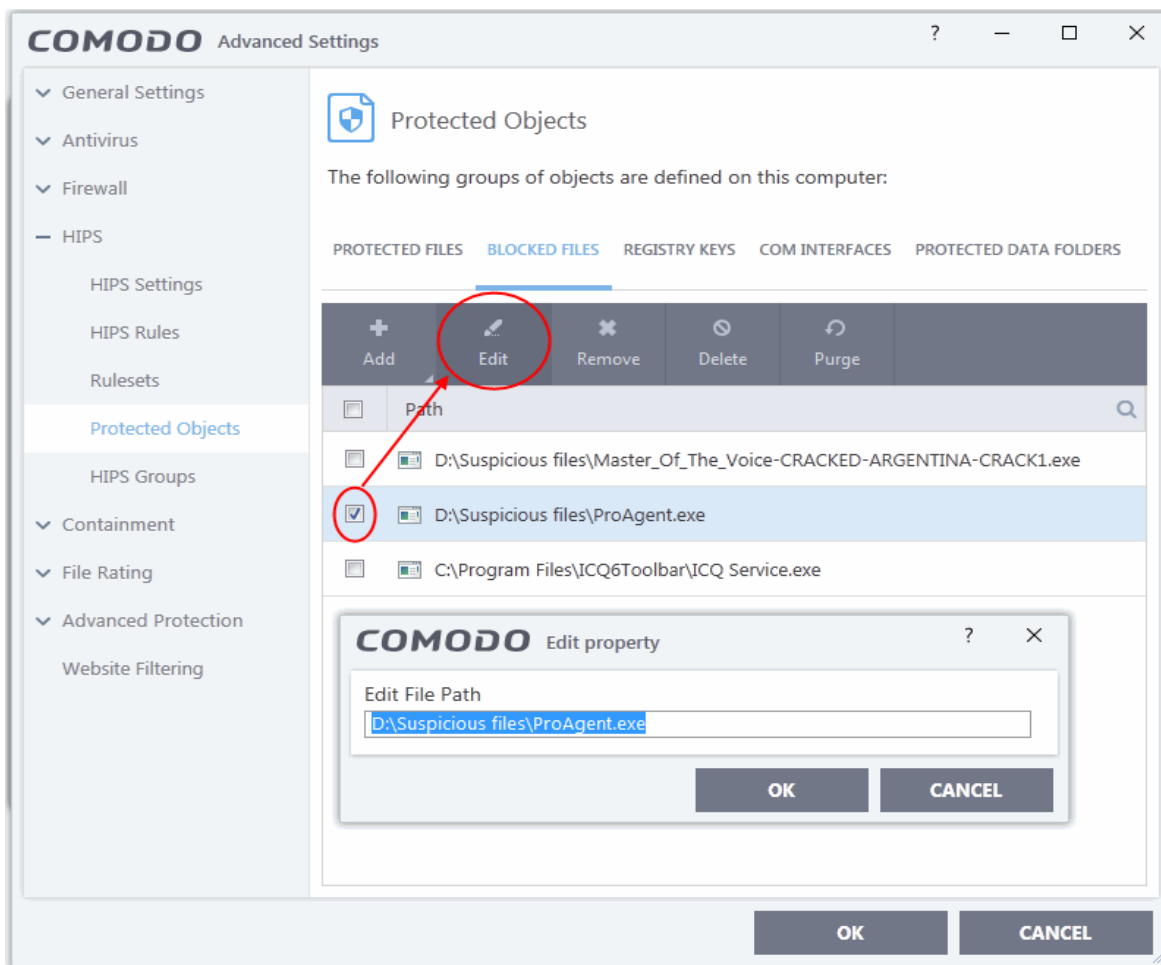 COMODO Advanced Settings ?
General Settings
Antivirus
Firewall
HIPS
HIPS Settings
HIPS Rules
Rulesets
Protected Objects
HIPS Groups
Containment
File Rating
Advanced Protection
Website Filtering
Protected Objects
The following groups of objects are defined on this computer:
PROTECTED FILES BLOCKED FILES REGISTRY KEYS COM INTERFACES PROTECTED DATA FOLDERS
Add Edit Remove Delete Purge
Path
D:\Suspicious files\Master_Of_The_Voice-CRACKED-ARGENTINA-CRACK1.exe
D:\Suspicious files\ProAgent.exe
C:\Program Files\ICQ6Toolbar\ICQ Service.exe
COMODO Edit property ?
Edit File Path
D:\Suspicious files\ProAgent.exe
OK CANCEL
OK CANCEL